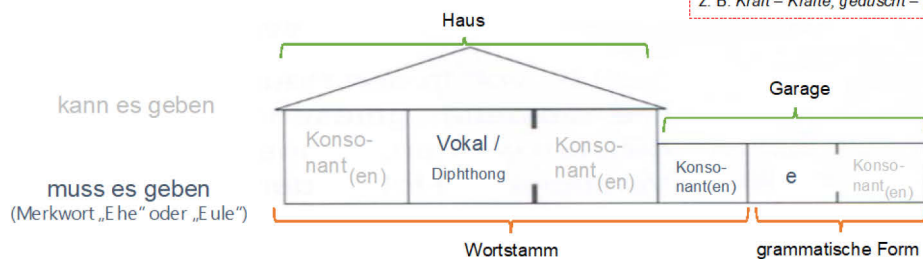 z. B. Kraft – Kräfte, geduscht –
Haus
Garage
kann es geben
Konso-
nant(en)
Vokal /
Diphthong
Konso-
nant(en)
Konso-
nant(en)
e
Konso-
nant(en)
muss es geben
(Merkwort „Ehe“ oder „Eule“)
Wortstamm
grammatische Form